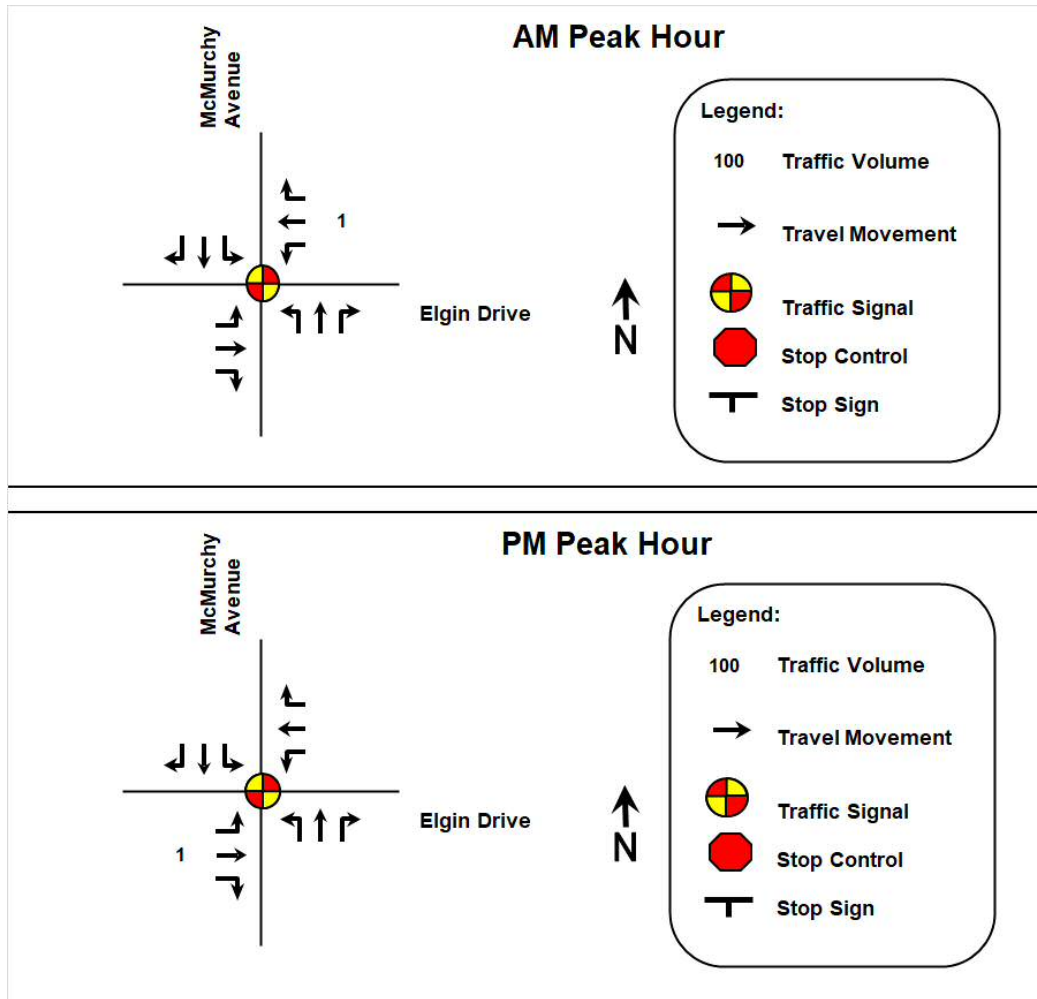 AM Peak Hour
McMurchy
Avenue
1
Elgin Drive
N
Legend:
100 Traffic Volume
Travel Movement
Traffic Signal
Stop Control
Stop Sign
PM Peak Hour
McMurchy
Avenue
1
Elgin Drive
N
Legend:
100 Traffic Volume
Travel Movement
Traffic Signal
Stop Control
Stop Sign